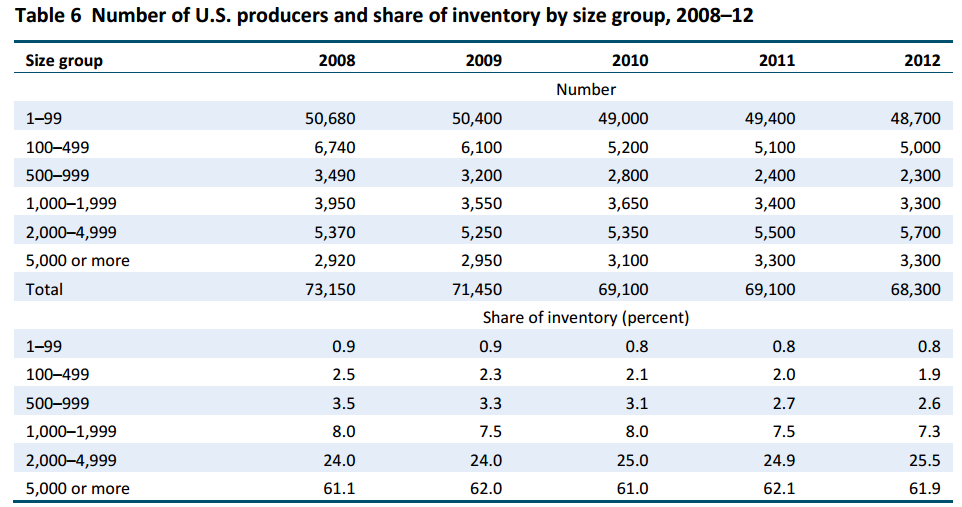 Table 6 Number of U.S. producers and share of inventory by size group, 2008–12
Size group 2008 2009 2010 2011 2012
Number
1–99 50,680 50,400 49,000 49,400 48,700
100–499 6,740 6,100 5,200 5,100 5,000
500–999 3,490 3,200 2,800 2,400 2,300
1,000–1,999 3,950 3,550 3,650 3,400 3,300
2,000–4,999 5,370 5,250 5,350 5,500 5,700
5,000 or more 2,920 2,950 3,100 3,300 3,300
Total 73,150 71,450 69,100 69,100 68,300
Share of inventory (percent)
1–99 0.9 0.9 0.8 0.8 0.8
100–499 2.5 2.3 2.1 2.0 1.9
500–999 3.5 3.3 3.1 2.7 2.6
1,000–1,999 8.0 7.5 8.0 7.5 7.3
2,000–4,999 24.0 24.0 25.0 24.9 25.5
5,000 or more 61.1 62.0 61.0 62.1 61.9